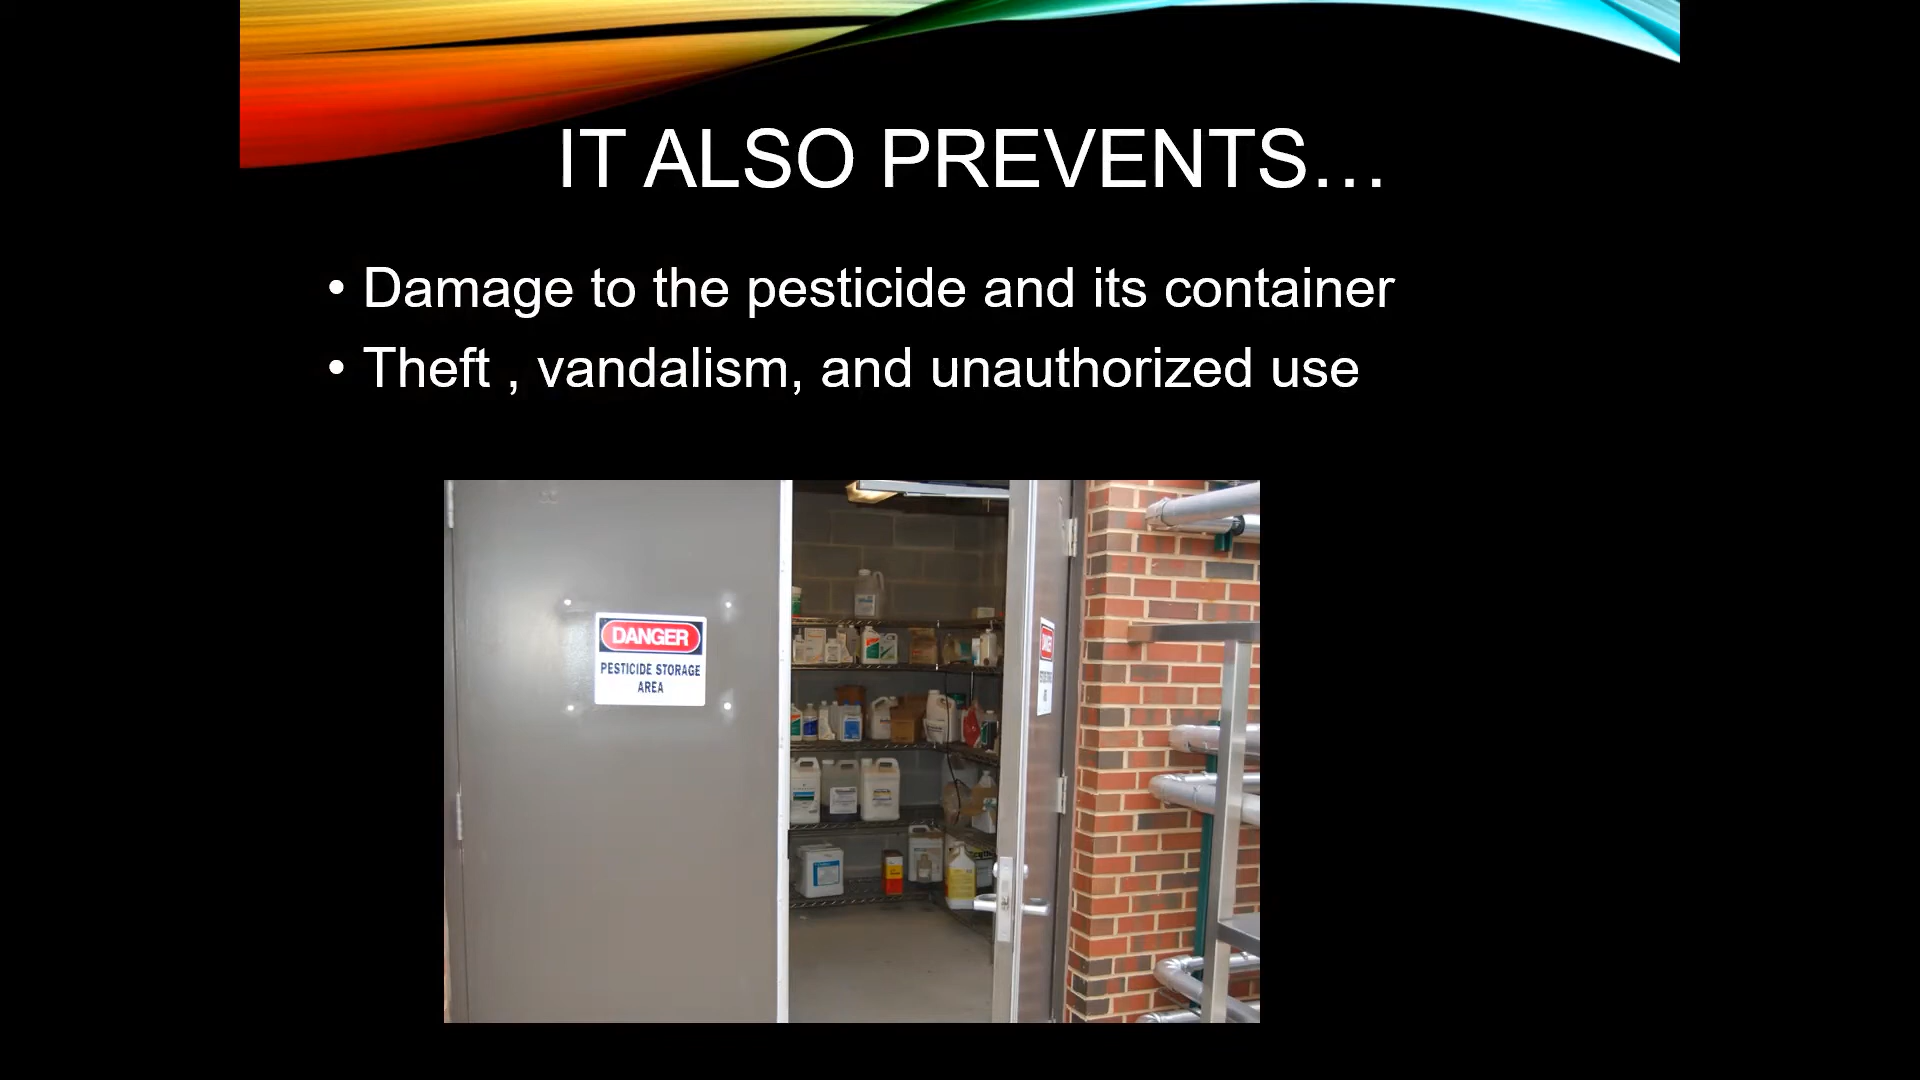 IT ALSO PREVENTS…
• Damage to the pesticide and its container
• Theft , vandalism, and unauthorized use
DANGER
PESTICIDE STORAGE
AREA